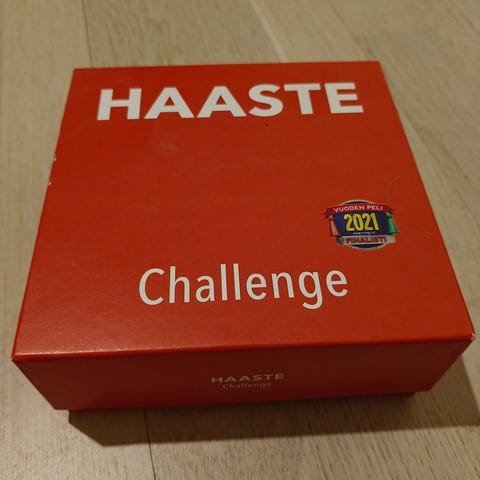 HAASTE
VUODEN PELI
2021
FINALISTI
Challenge
HAASTE
Challenge